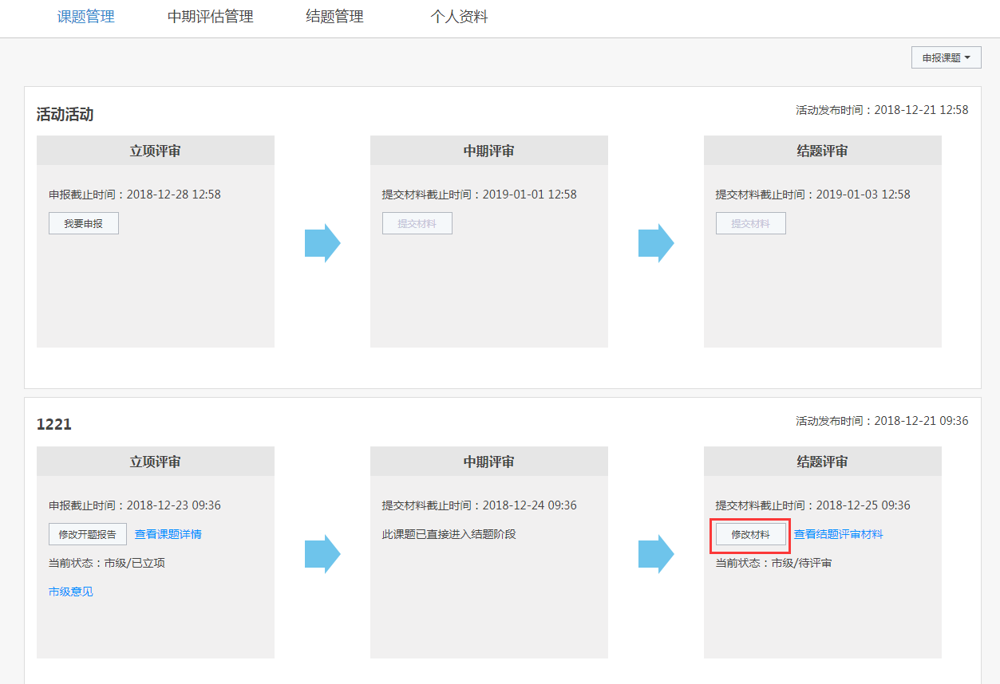 课题管理 中期评估管理 结题管理 个人资料
申报课题
活动活动 活动发布时间：2018-12-21 12:58
立项评审 中期评审 结题评审
申报截止时间：2018-12-28 12:58 提交材料截止时间：2019-01-01 12:58 提交材料截止时间：2019-01-03 12:58
我要申报 提交材料 提交材料
1221 活动发布时间：2018-12-21 09:36
立项评审 中期评审 结题评审
申报截止时间：2018-12-23 09:36 提交材料截止时间：2018-12-24 09:36 提交材料截止时间：2018-12-25 09:36
修改开题报告 查看课题详情 此课题已直接进入结题阶段 修改材料 查看结题评审材料
当前状态：市级/已立项 当前状态：市级/待评审
市级意见